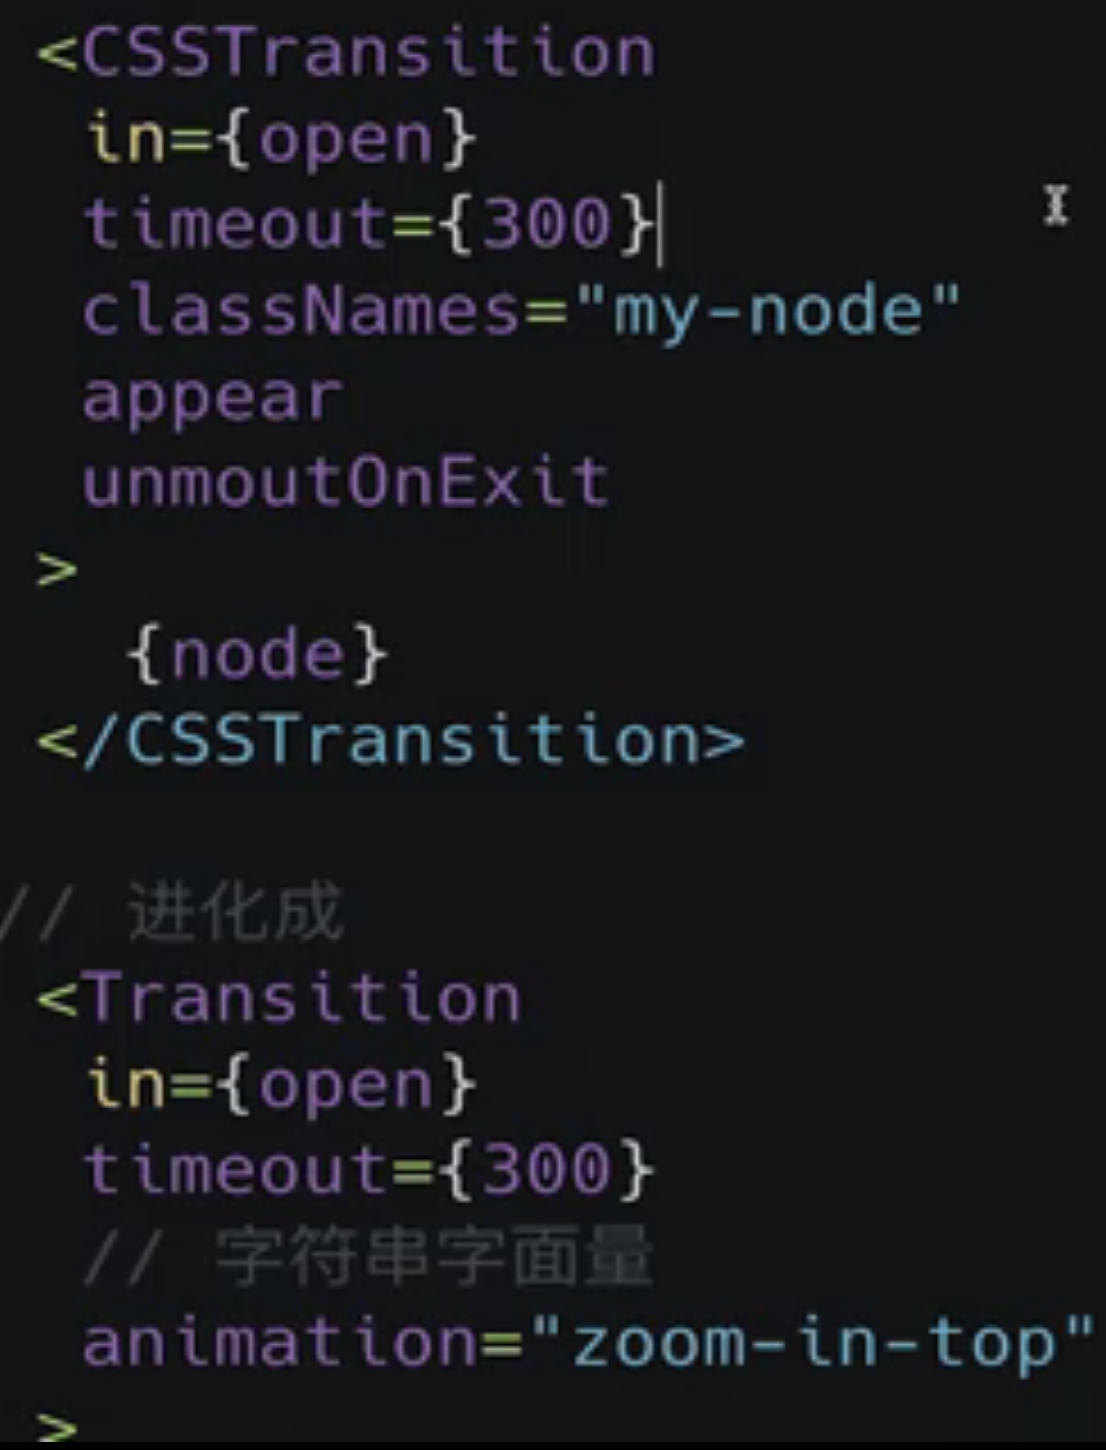 <CSSTransition
in={open}
timeout={300}
classNames="my-node"
appear
unmoutOnExit
>
{node}
</CSSTransition>
// 进化成
<Transition
in={open}
timeout={300}
// 字符串字面量
animation="zoom-in-top"
>